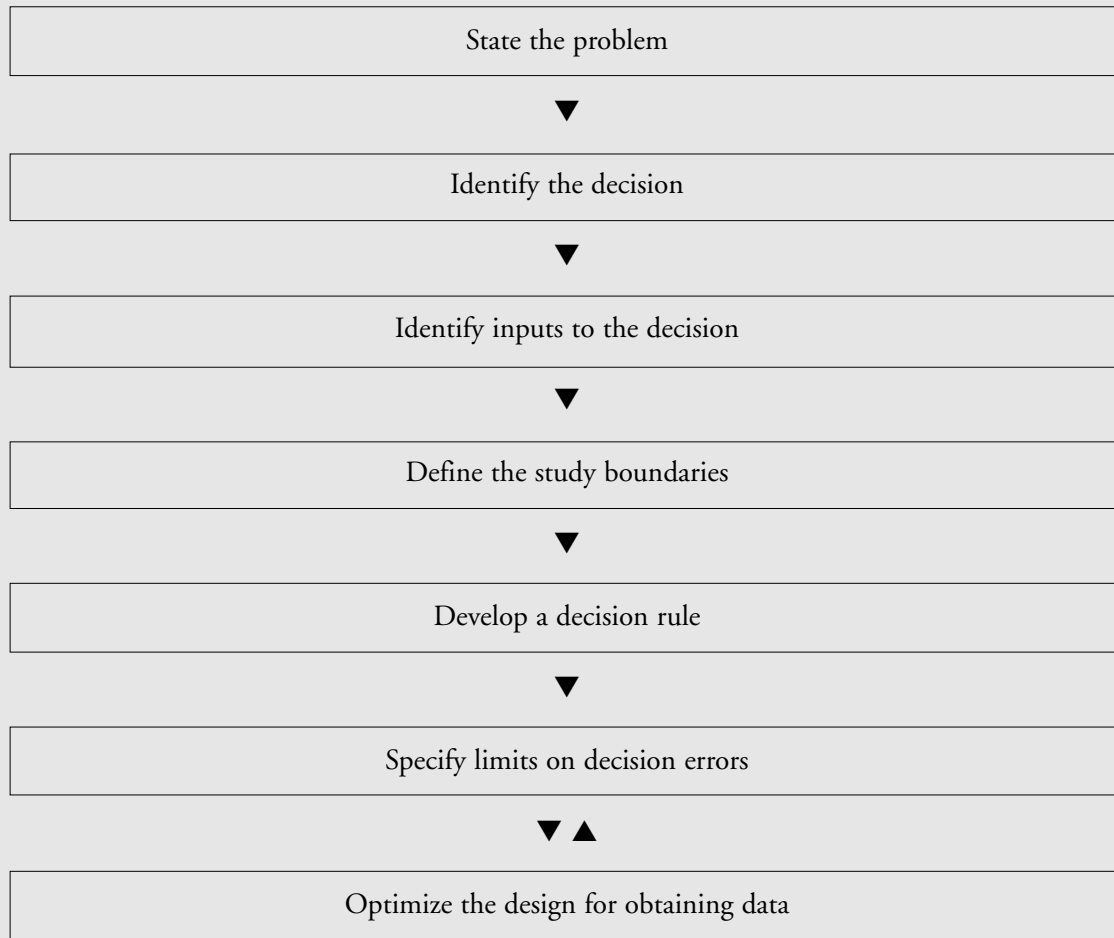 State the problem
Identify the decision
Identify inputs to the decision
Define the study boundaries
Develop a decision rule
Specify limits on decision errors
Optimize the design for obtaining data